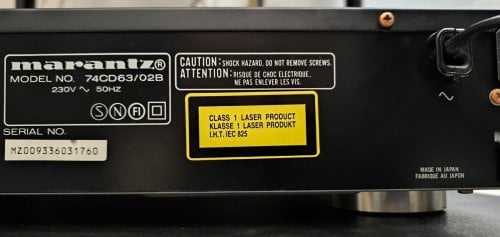 marantz®
MODEL NO. 74CD63/02B
230V ~ 50HZ
S N FI D
SERIAL NO.
MZ009336031760
CAUTION: SHOCK HAZARD, DO NOT REMOVE SCREWS.
ATTENTION: RISQUE DE CHOC ELECTRIQUE,
NE PAS ENLEVER LES VIS.
CLASS 1 LASER PRODUCT
KLASSE 1 LASER PRODUKT
I.H.T. IEC 825
~
MADE IN JAPAN
FABRIQUE AU JAPON